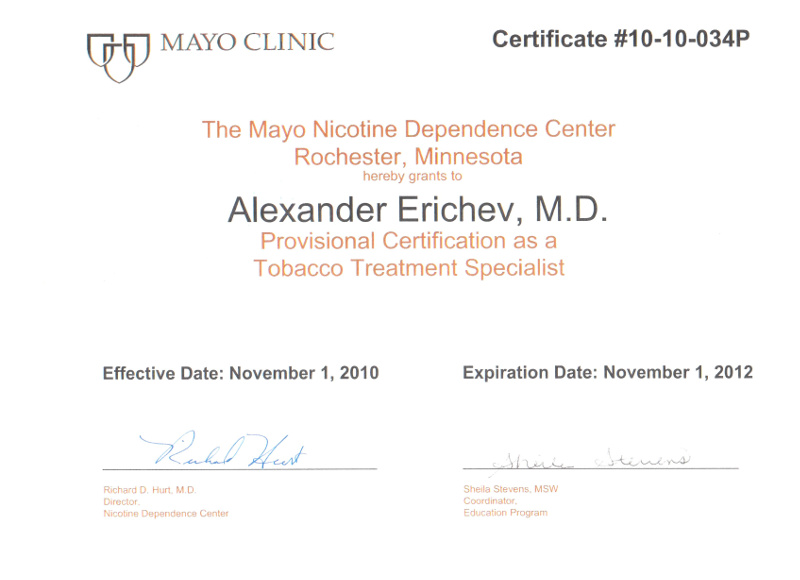 MAYO CLINIC
Certificate #10-10-034P
The Mayo Nicotine Dependence Center
Rochester, Minnesota
hereby grants to
Alexander Erichev, M.D.
Provisional Certification as a
Tobacco Treatment Specialist
Effective Date: November 1, 2010
Expiration Date: November 1, 2012
Richard Hurt
Sheila Stevens
Richard D. Hurt, M.D.
Director,
Nicotine Dependence Center
Sheila Stevens, MSW
Coordinator,
Education Program